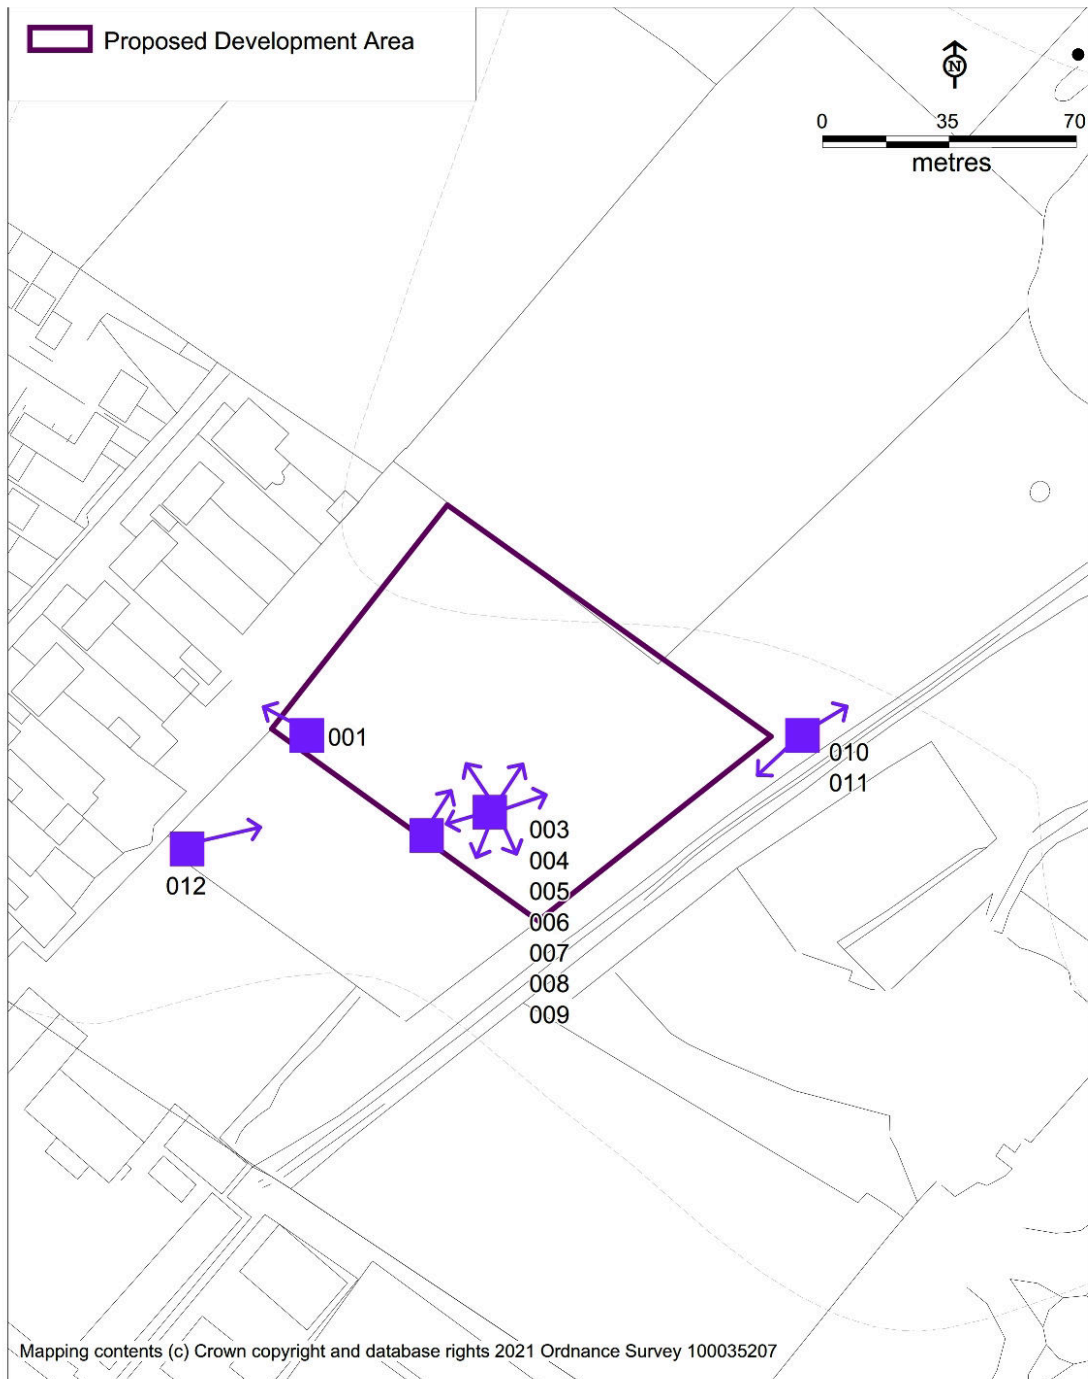 Proposed Development Area
N
0 35 70
metres
001
010
011
003
004
005
006
007
008
009
012
Mapping contents (c) Crown copyright and database rights 2021 Ordnance Survey 100035207